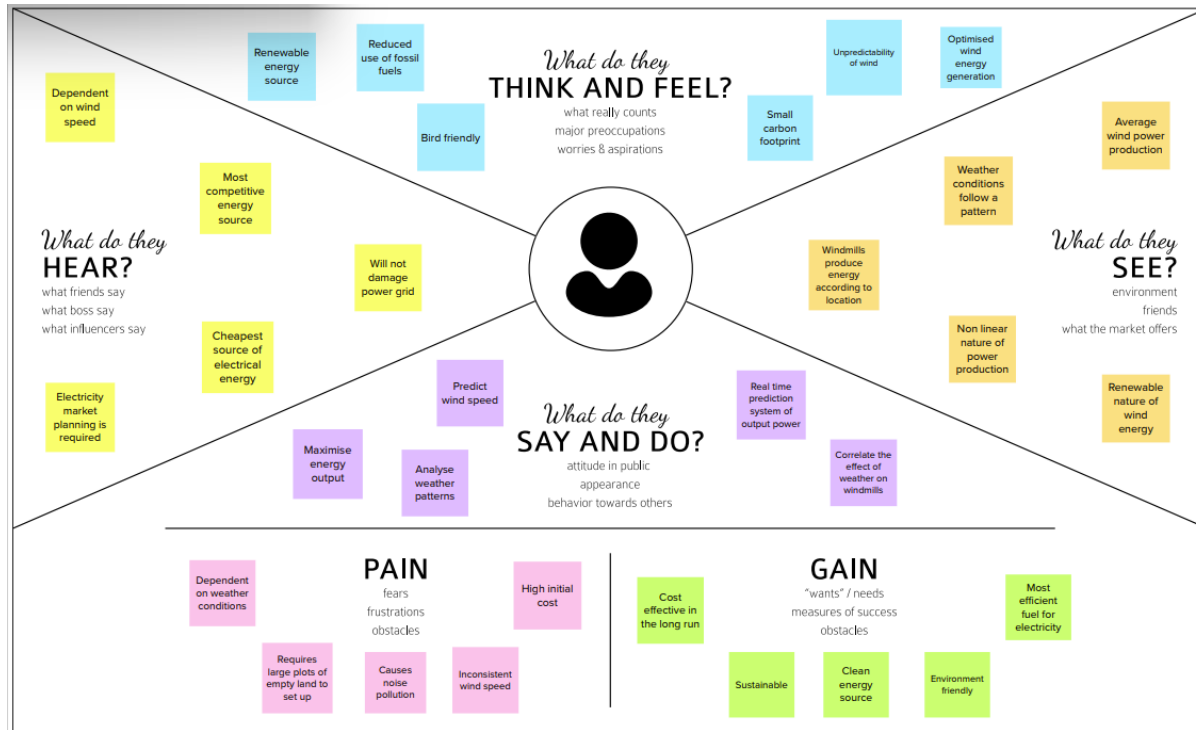 Renewable
energy
source
Reduced
use of fossil
fuels
Bird friendly
What do they
THINK AND FEEL?
what really counts
major preoccupations
worries & aspirations
Unpredictability
of wind
Optimised
wind
energy
generation
Small
carbon
footprint
Dependent
on wind
speed
Most
competitive
energy
source
What do they
HEAR?
what friends say
what boss say
what influencers say
Will not
damage
power grid
Cheapest
source of
electrical
energy
Electricity
market
planning is
required
Average
wind power
production
Weather
conditions
follow a
pattern
Windmills
produce
energy
according to
location
What do they
SEE?
environment
friends
what the market offers
Non linear
nature of
power
production
Renewable
nature of
wind
energy
Predict
wind speed
Maximise
energy
output
Analyse
weather
patterns
What do they
SAY AND DO?
attitude in public
appearance
behavior towards others
Real time
prediction
system of
output power
Correlate the
effect of
weather on
windmills
PAIN
fears
frustrations
obstacles
Dependent
on weather
conditions
High initial
cost
Requires
large plots of
empty land to
set up
Causes
noise
pollution
Inconsistent
wind speed
GAIN
"wants" / needs
measures of success
obstacles
Cost
effective in
the long run
Most
efficient
fuel for
electricity
Sustainable
Clean
energy
source
Environment
friendly